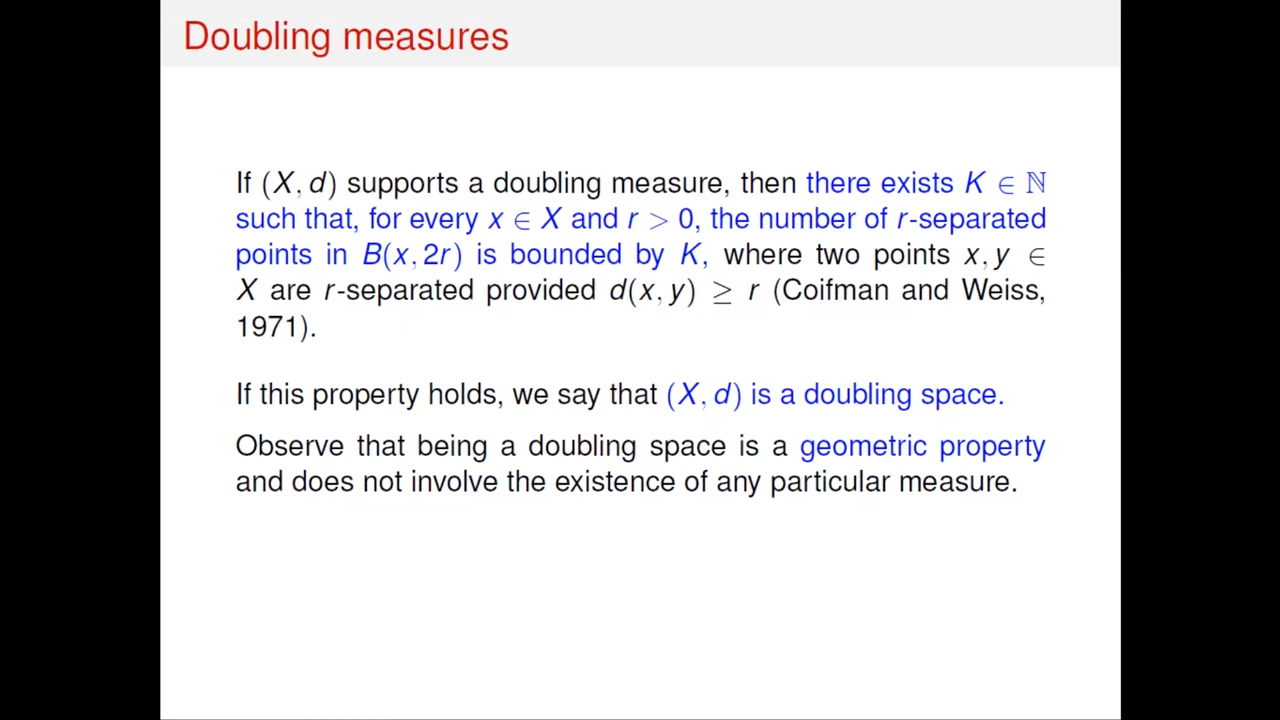 Doubling measures
If (X, d) supports a doubling measure, then there exists K ∈ ℕ
such that, for every x ∈ X and r > 0, the number of r-separated
points in B(x, 2r) is bounded by K, where two points x, y ∈
X are r-separated provided d(x, y) ≥ r (Coifman and Weiss,
1971).
If this property holds, we say that (X, d) is a doubling space.
Observe that being a doubling space is a geometric property
and does not involve the existence of any particular measure.